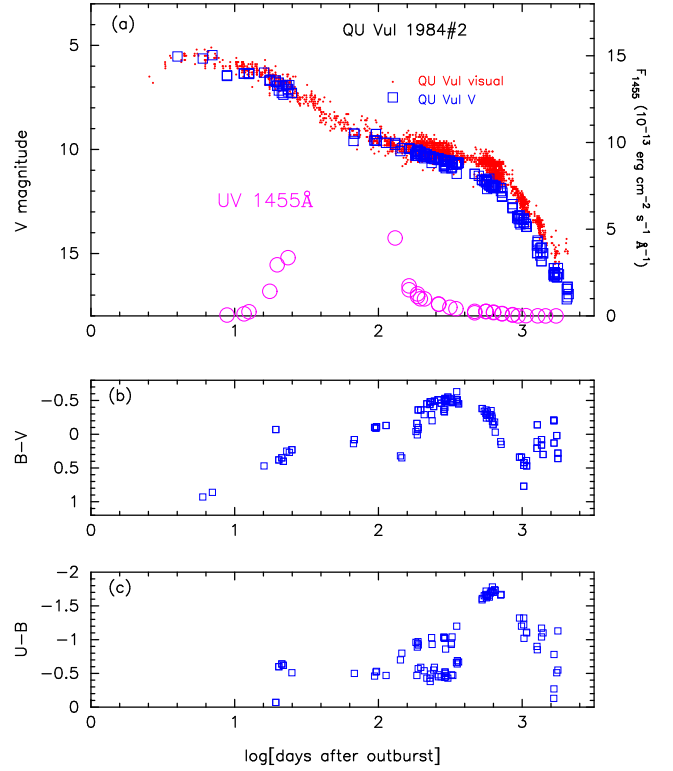 (a)
QU Vul 1984#2
QU Vul visual
QU Vul V
UV 1455Å
V magnitude
5
10
15
F1455 (10−13 erg cm−2 s−1 Å−1)
15
10
5
0
0
1
2
3
(b)
B−V
−0.5
0
0.5
1
0
1
2
3
(c)
U−B
−2
−1.5
−1
−0.5
0
0
1
2
3
log[days after outburst]